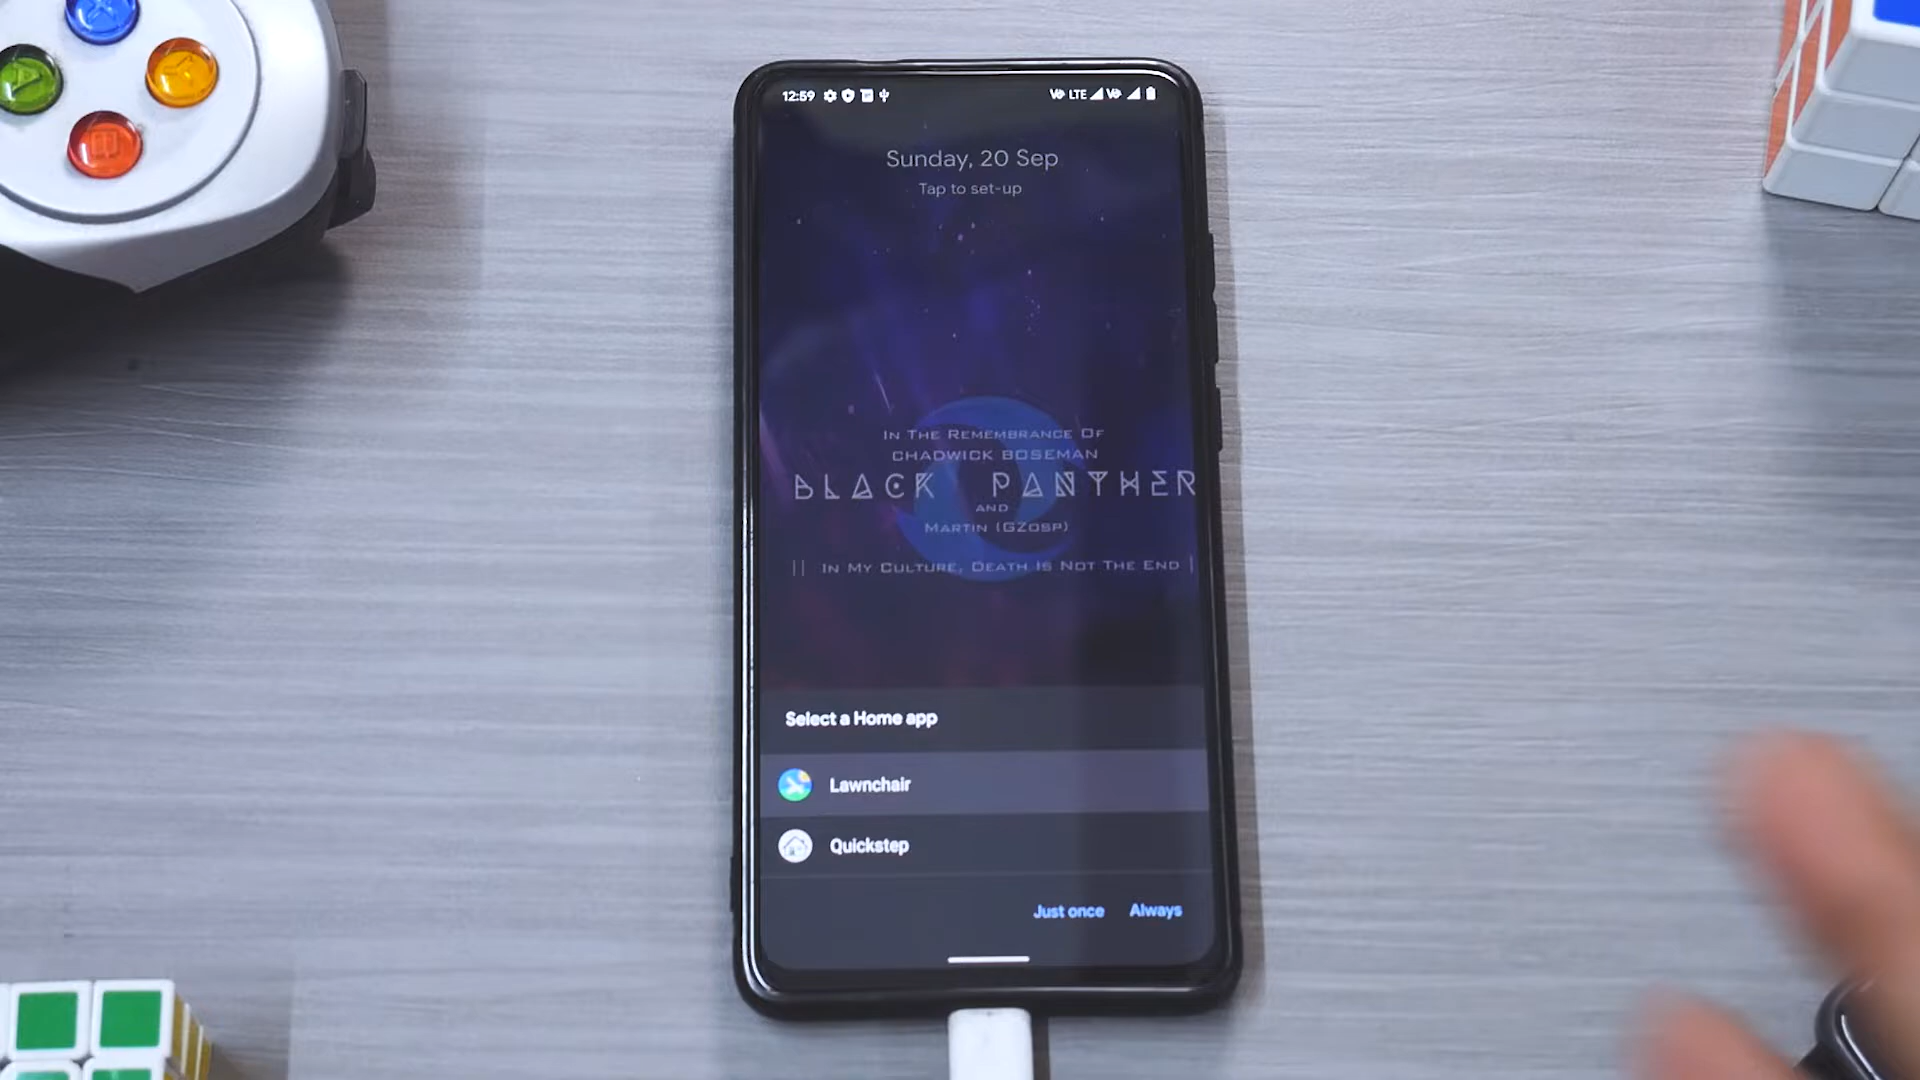 X
A
Y
12:59
LTE
Sunday, 20 Sep
Tap to set-up
In The Remembrance Of
CHADWICK BOSEMAN
BLACK PANTHER
AND
Martin (GZOSP)
|| In My Culture, Death Is Not The End |
Select a Home app
Lawnchair
Quickstep
Just once
Always